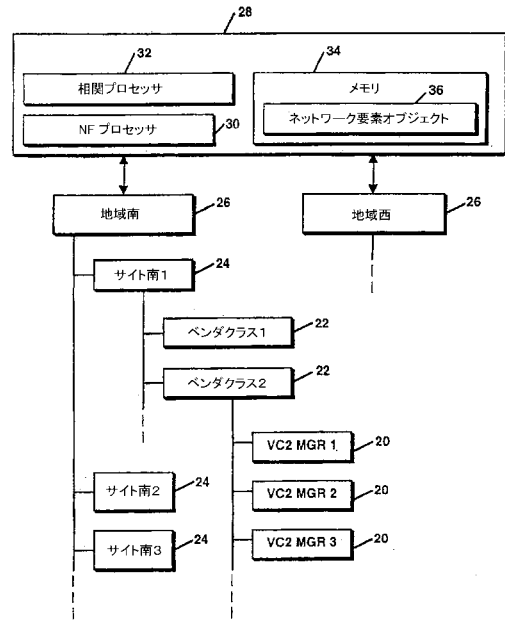 28
32
34
相関プロセッサ
メモリ
36
ネットワーク要素オブジェクト
NF プロセッサ
30
地域南
26
地域西
26
サイト南1
24
ベンダクラス1
22
ベンダクラス2
22
VC2 MGR 1
20
サイト南2
24
VC2 MGR 2
20
サイト南3
24
VC2 MGR 3
20